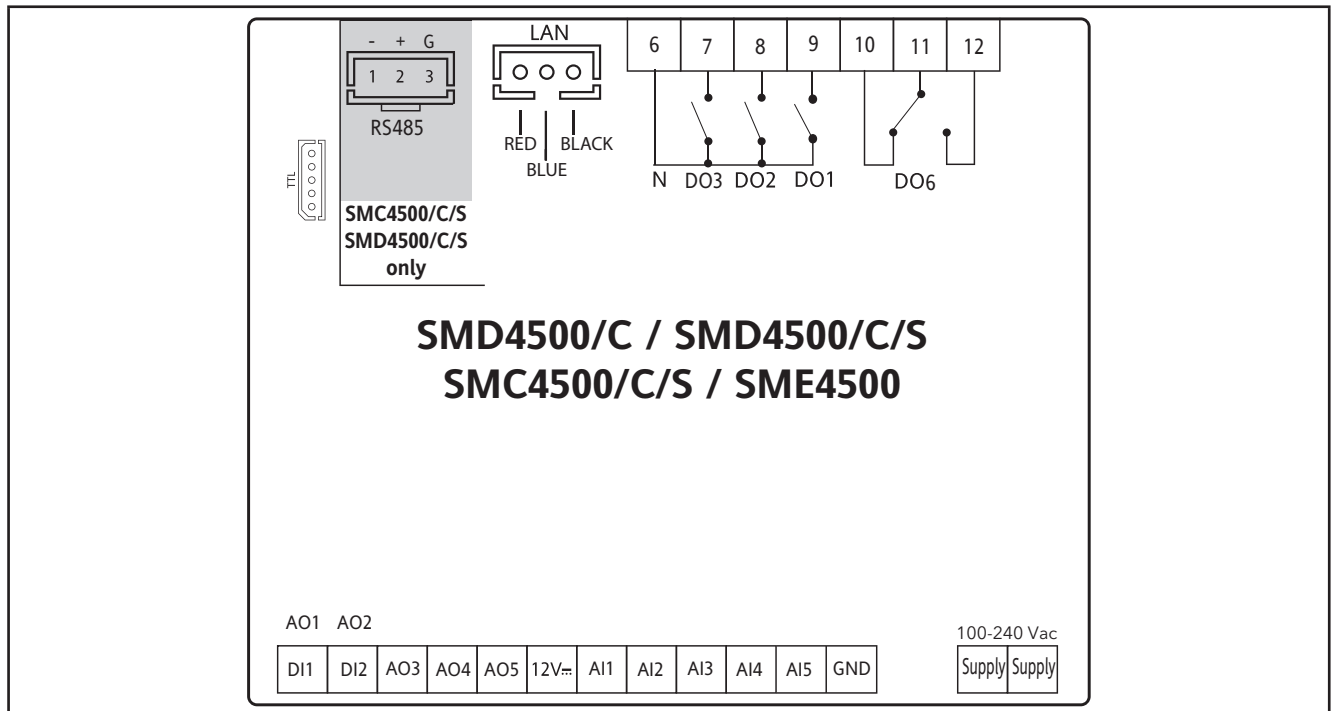 - + G
1 2 3
RS485
LAN
RED BLACK
BLUE
6 7 8 9 10 11 12
N DO3 DO2 DO1 DO6
TTL
SMC4500/C/S
SMD4500/C/S
only
SMD4500/C / SMD4500/C/S
SMC4500/C/S / SME4500
AO1 AO2
DI1 DI2 AO3 AO4 AO5 12V⎓ AI1 AI2 AI3 AI4 AI5 GND
100-240 Vac
Supply Supply